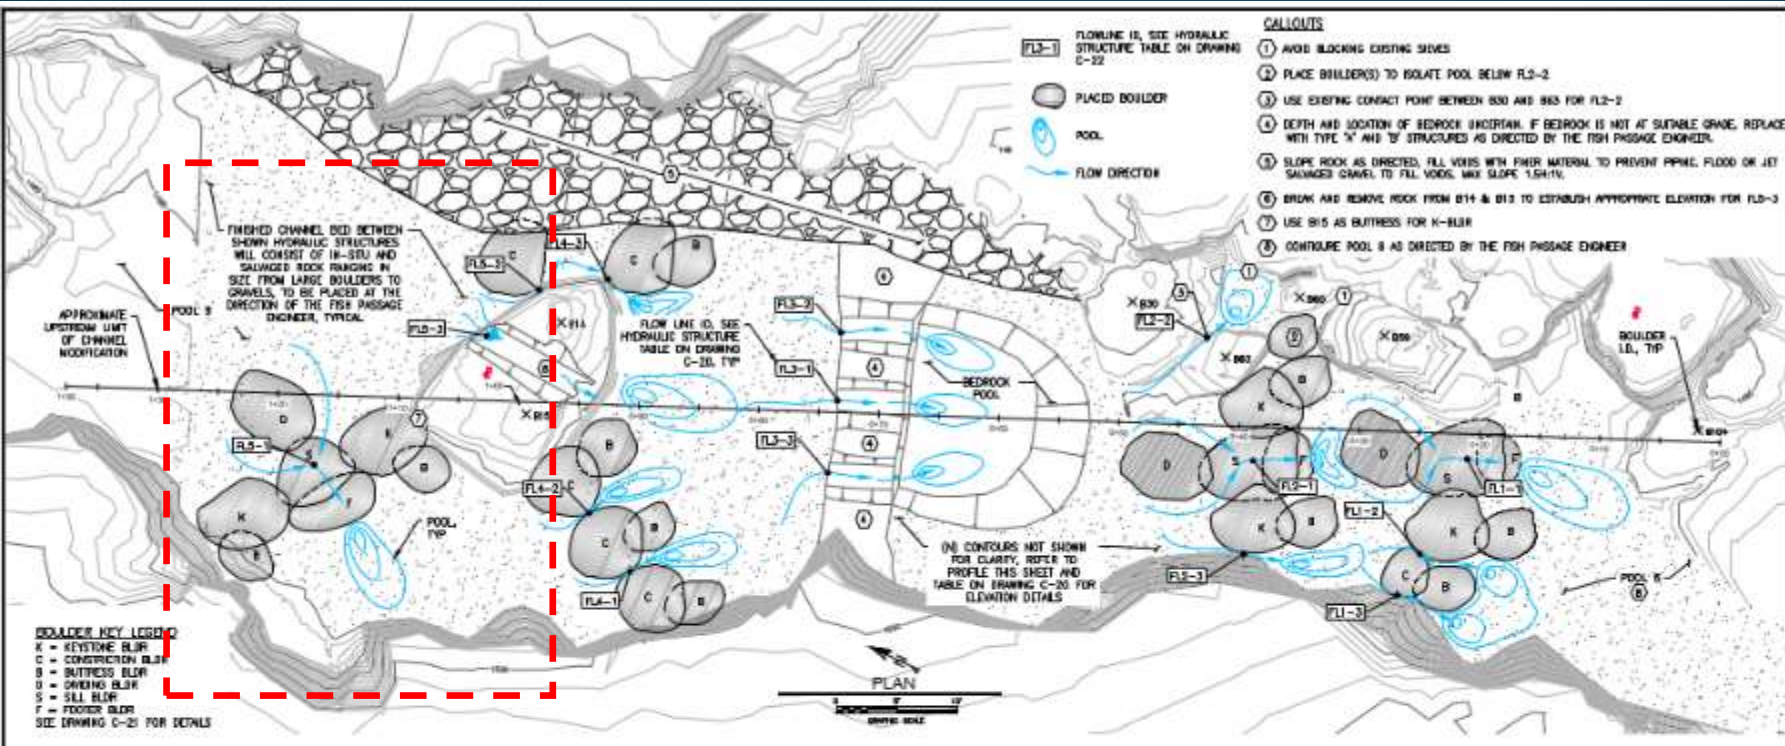 FL3-1
FLOWLINE ID, SEE HYDRAULIC
STRUCTURE TABLE ON DRAWING
C-22
PLACED BOULDER
POOL
FLOW DIRECTION
CALLOUTS
1 AVOID BLOCKING EXISTING SIEVES
2 PLACE BOULDER(S) TO ISOLATE POOL BELOW FL2-2
3 USE EXISTING CONTACT POINT BETWEEN B30 AND B63 FOR FL2-2
4 DEPTH AND LOCATION OF BEDROCK UNCERTAIN. IF BEDROCK IS NOT AT SUITABLE GRADE, REPLACE
WITH TYPE "A" AND "B" STRUCTURES AS DIRECTED BY THE FISH PASSAGE ENGINEER.
5 SLOPE ROCK AS DIRECTED, FILL VOIDS WITH FINER MATERIAL TO PREVENT PIPING, FLOOD OR JET
SALVAGED GRAVEL TO FILL VOIDS. MAX SLOPE 1.5H:1V.
6 BREAK AND REMOVE ROCK FROM B14 & B15 TO ESTABLISH APPROPRIATE ELEVATION FOR FL5-3
7 USE B15 AS BUTTRESS FOR K-BLDR
8 CONFIGURE POOL 8 AS DIRECTED BY THE FISH PASSAGE ENGINEER
FINISHED CHANNEL BED BETWEEN
SHOWN HYDRAULIC STRUCTURES
WILL CONSIST OF IN-SITU AND
SALVAGED ROCK RANGING IN
SIZE FROM LARGE BOULDERS TO
GRAVELS, TO BE PLACED AT THE
DIRECTION OF THE FISH PASSAGE
ENGINEER, TYPICAL
POOL 9
APPROXIMATE
UPSTREAM LIMIT
OF CHANNEL
MODIFICATION
FL5-2
FL4-3
FL5-3
FL5-1
FL4-2
FL4-1
B14
B15
FLOW LINE ID, SEE
HYDRAULIC STRUCTURE
TABLE ON DRAWING
C-20, TYP
FL3-2
FL3-1
FL3-3
BEDROCK
POOL
B30
FL2-2
B60
B59
BOULDER
I.D., TYP
FL2-1
FL1-1
FL1-2
FL2-3
FL1-3
POOL,
TYP
(N) CONTOURS NOT SHOWN
FOR CLARITY, REFER TO
PROFILE THIS SHEET AND
TABLE ON DRAWING C-20 FOR
ELEVATION DETAILS
POOL 6
8
BOULDER KEY LEGEND
K = KEYSTONE BLDR
C = CONSTRICTION BLDR
B = BUTTRESS BLDR
D = DIVIDING BLDR
S = SILL BLDR
F = FOOTER BLDR
SEE DRAWING C-21 FOR DETAILS
PLAN
GRAPHIC SCALE